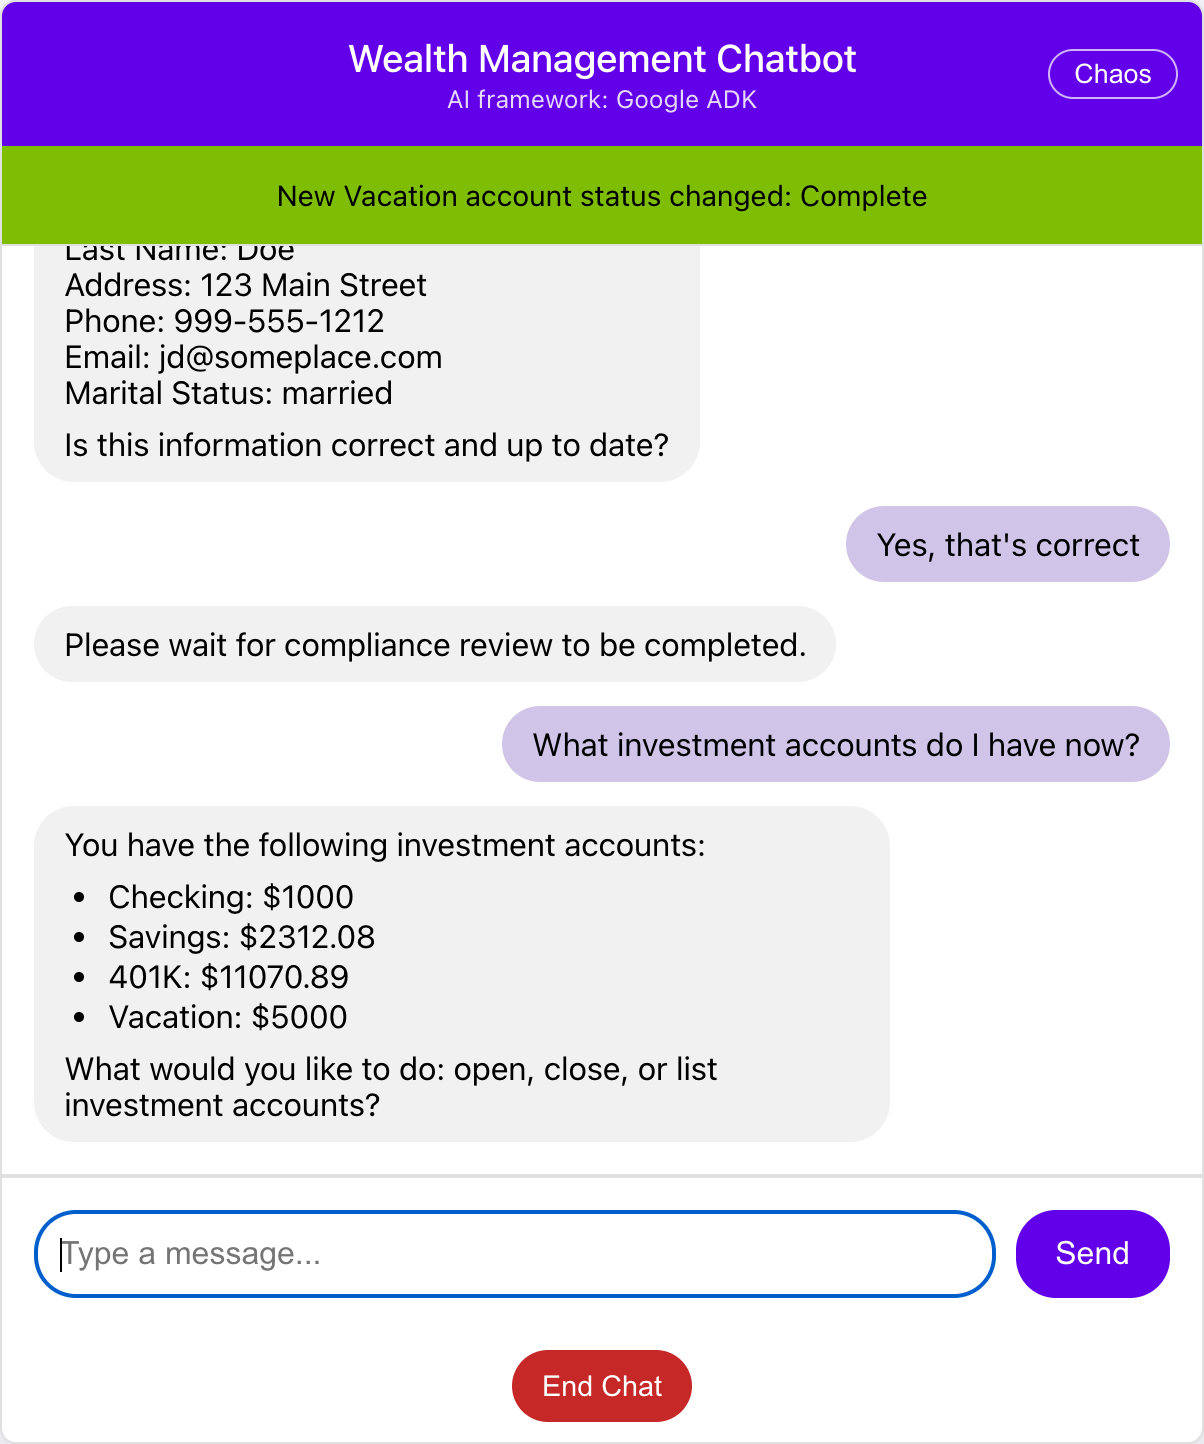 Wealth Management Chatbot
AI framework: Google ADK
Chaos
New Vacation account status changed: Complete
Last Name: Doe
Address: 123 Main Street
Phone: 999-555-1212
Email: jd@someplace.com
Marital Status: married
Is this information correct and up to date?
Yes, that's correct
Please wait for compliance review to be completed.
What investment accounts do I have now?
You have the following investment accounts:
• Checking: $1000
• Savings: $2312.08
• 401K: $11070.89
• Vacation: $5000
What would you like to do: open, close, or list
investment accounts?
Type a message...
Send
End Chat